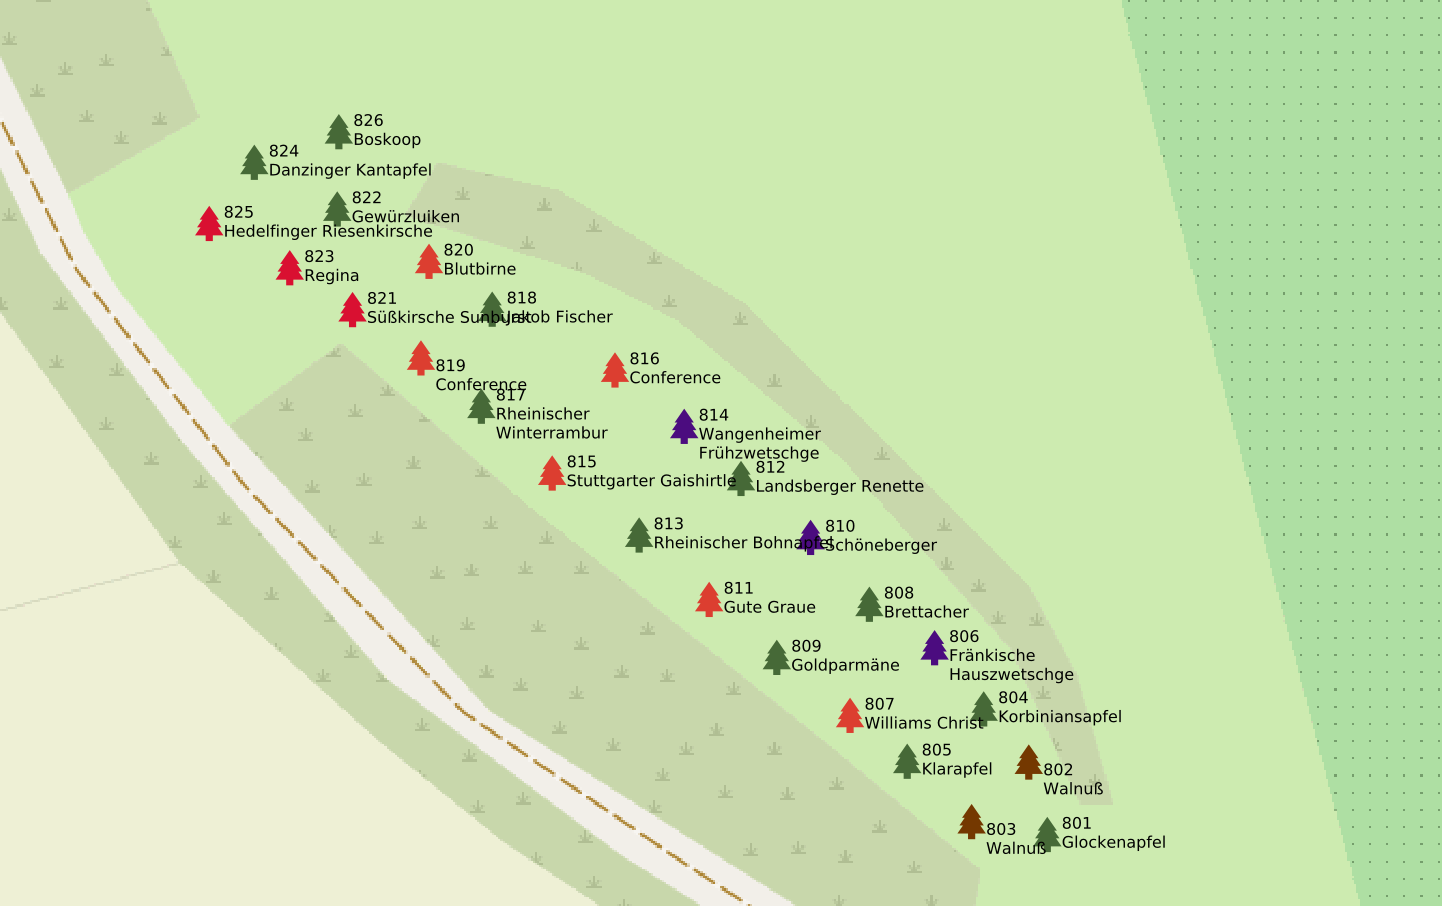 826
Boskoop
824
Danzinger Kantapfel
822
Gewürzluiken
825
Hedelfinger Riesenkirsche
823
Regina
820
Blutbirne
821
Süßkirsche Sunburst
818
Jakob Fischer
819
Conference
816
Conference
817
Rheinischer
Winterrambur
814
Wangenheimer
Frühzwetschge
815
Stuttgarter Gaishirtle
812
Landsberger Renette
813
Rheinischer Bohnapfel
810
Schöneberger
811
Gute Graue
808
Brettacher
809
Goldparmäne
806
Fränkische
Hauszwetschge
807
Williams Christ
804
Korbiniansapfel
805
Klarapfel
802
Walnuß
803
Walnuß
801
Glockenapfel